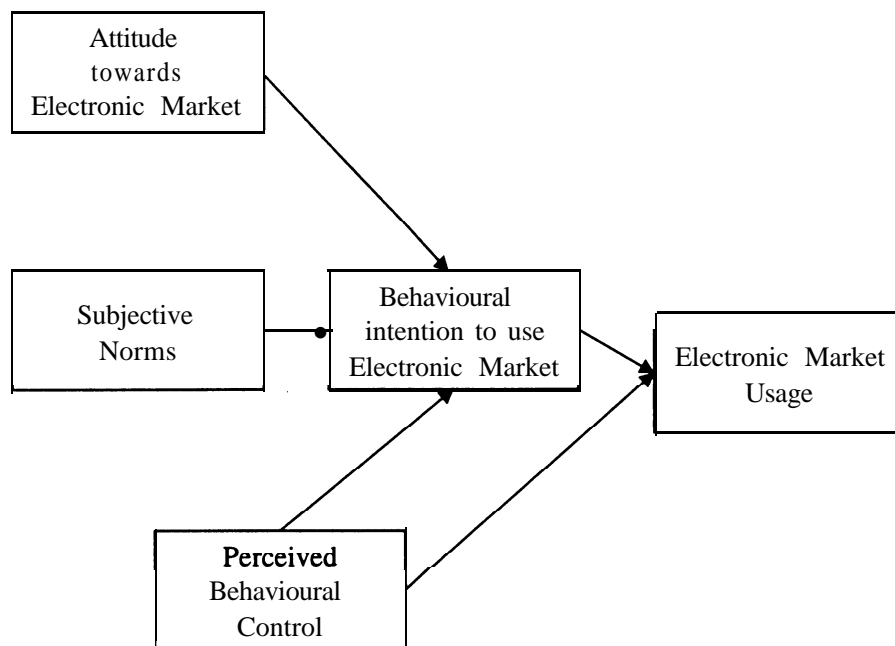 Attitude
towards
Electronic Market
Subjective
Norms
Behavioural
intention to use
Electronic Market
Electronic Market
Usage
Perceived
Behavioural
Control